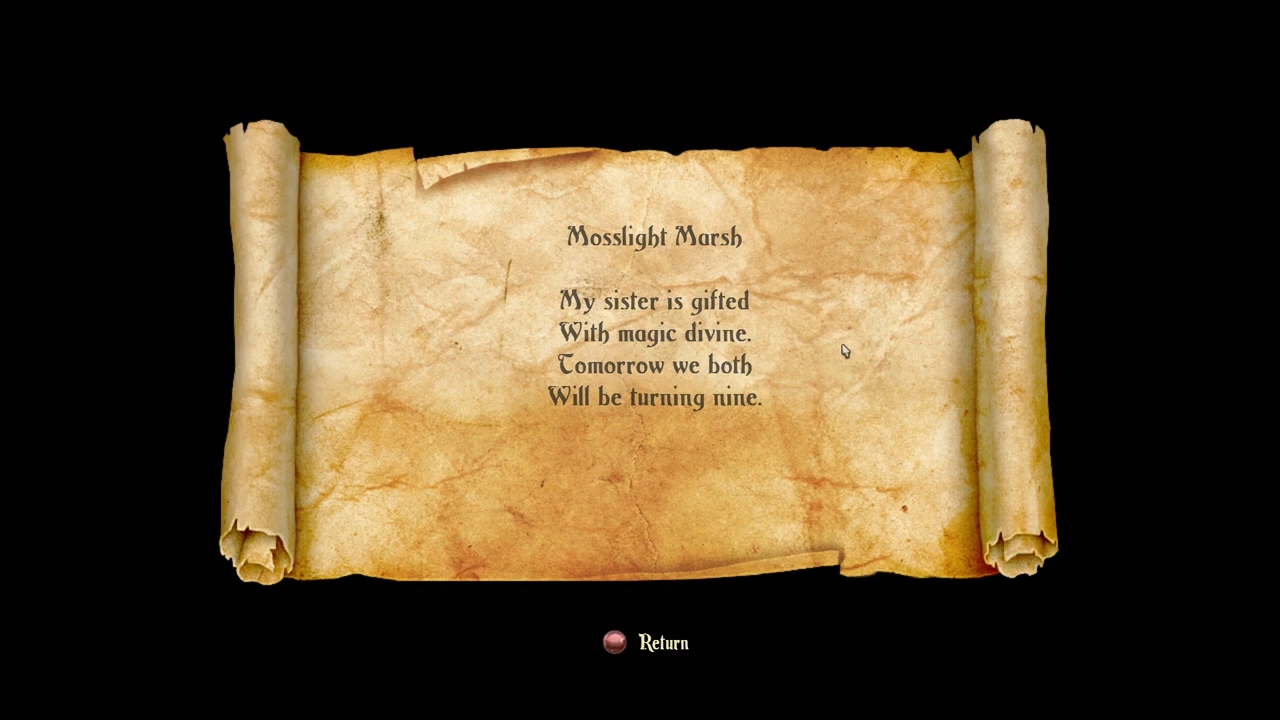 Mosslight Marsh
My sister is gifted
With magic divine.
Tomorrow we both
Will be turning nine.
Return